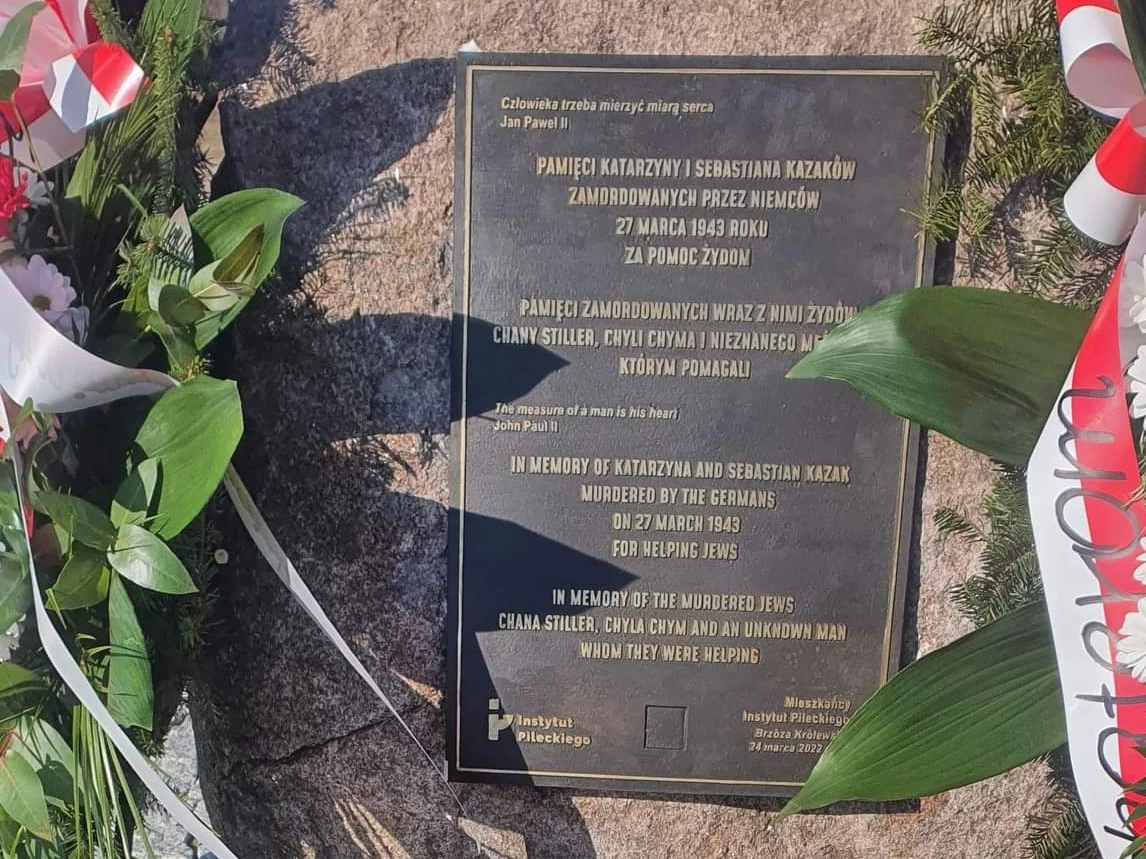 Człowieka trzeba mierzyć miarą serca
Jan Paweł II
PAMIĘCI KATARZYNY I SEBASTIANA KAZAKÓW
ZAMORDOWANYCH PRZEZ NIEMCÓW
27 MARCA 1943 ROKU
ZA POMOC ŻYDOM
PAMIĘCI ZAMORDOWANYCH WRAZ Z NIMI ŻYDÓW
CHANY STILLER, CHYLI CHYMA I NIEZNANEGO
KTÓRYM POMAGALI
The measure of a man is his heart
John Paul II
IN MEMORY OF KATARZYNA AND SEBASTIAN KAZAK
MURDERED BY THE GERMANS
ON 27 MARCH 1943
FOR HELPING JEWS
IN MEMORY OF THE MURDERED JEWS
CHANA STILLER, CHYLA CHYM AND AN UNKNOWN MAN
WHOM THEY WERE HELPING
Instytut
Pileckiego
Mieszkańcy
Instytut Pileckiego
Brzóza
24 marca 2022